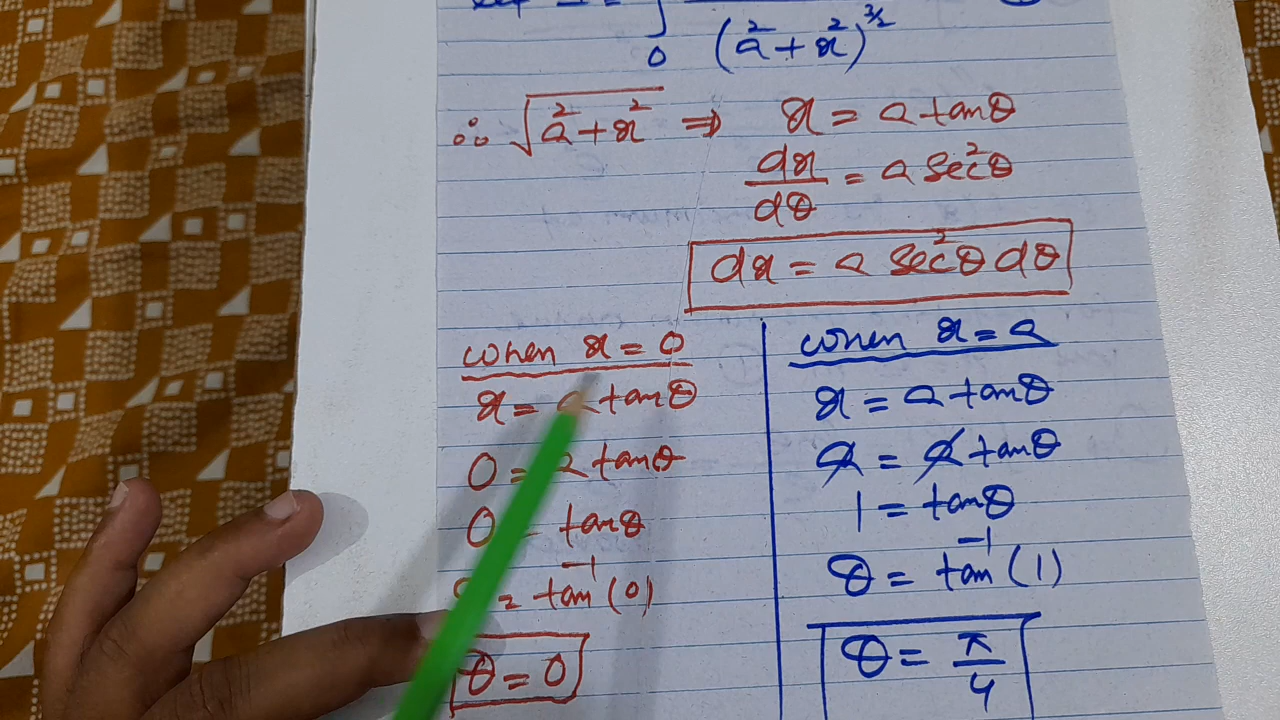 0 (a²+x²)^3/2
∴ √a²+x² ⇒ x = a tanθ
dx/dθ = a Sec²θ
dx = a Sec²θ dθ
when x = 0
x = a tanθ
0 = a tanθ
0 = tanθ
= tan⁻¹(0)
θ = 0
when x = a
x = a tanθ
a = a tanθ
1 = tanθ
θ = tan⁻¹(1)
θ = π/4